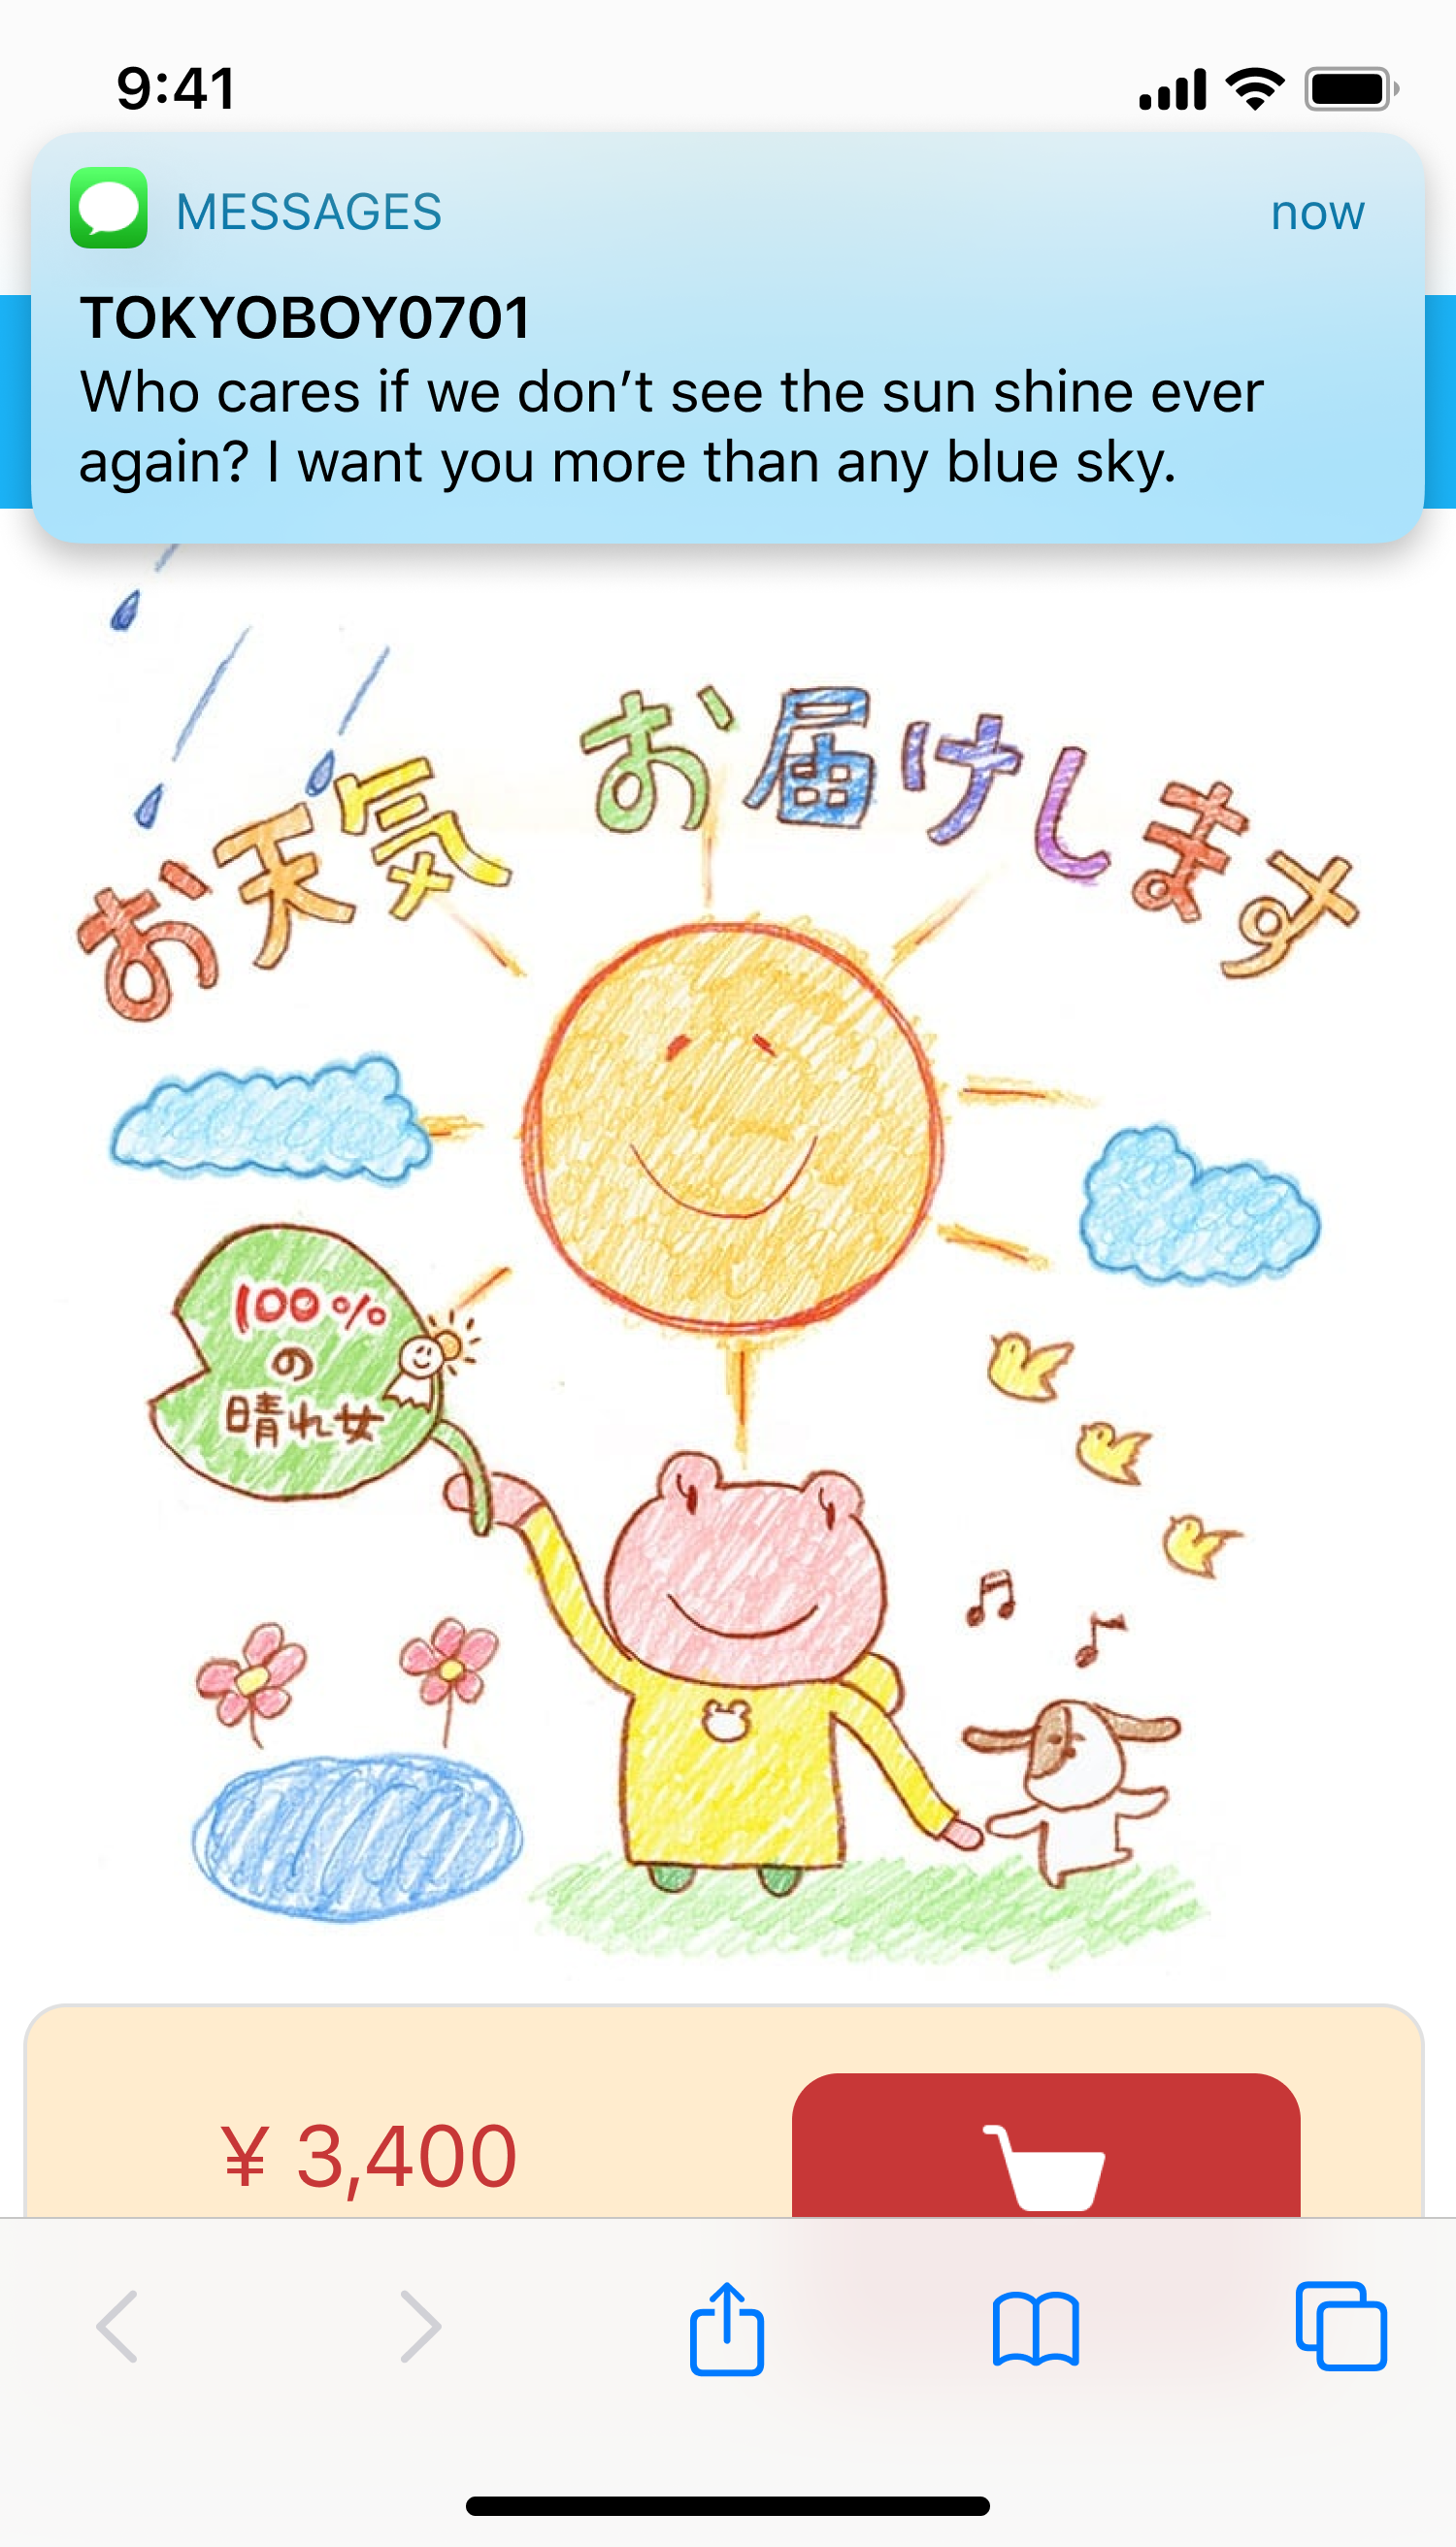 9:41
MESSAGES
now
TOKYOBOY0701
Who cares if we don’t see the sun shine ever
again? I want you more than any blue sky.
お天気 お届けします
100%
の
晴れ女
¥ 3,400